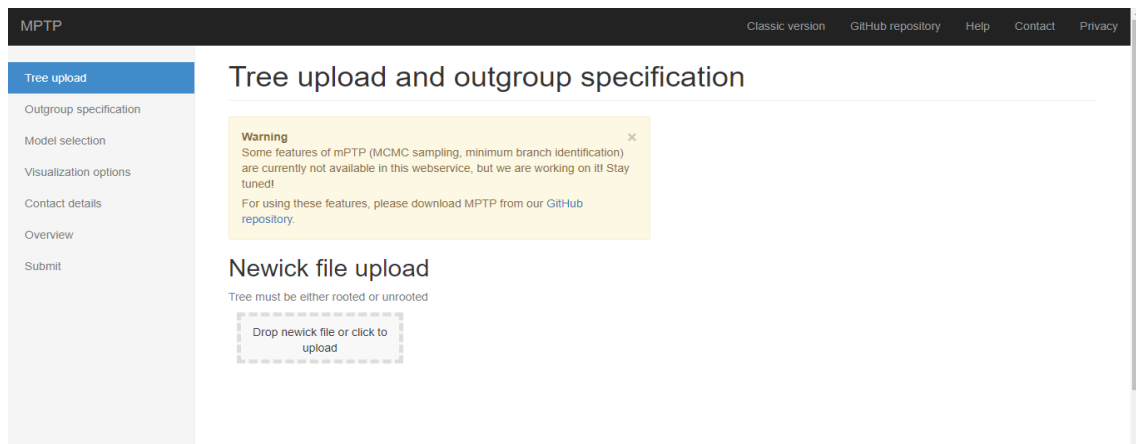 MPTP
Classic version
GitHub repository
Help
Contact
Privacy
Tree upload
Outgroup specification
Model selection
Visualization options
Contact details
Overview
Submit
Tree upload and outgroup specification
Warning
×
Some features of mPTP (MCMC sampling, minimum branch identification)
are currently not available in this webservice, but we are working on it! Stay
tuned!
For using these features, please download MPTP from our GitHub
repository.
Newick file upload
Tree must be either rooted or unrooted
Drop newick file or click to
upload